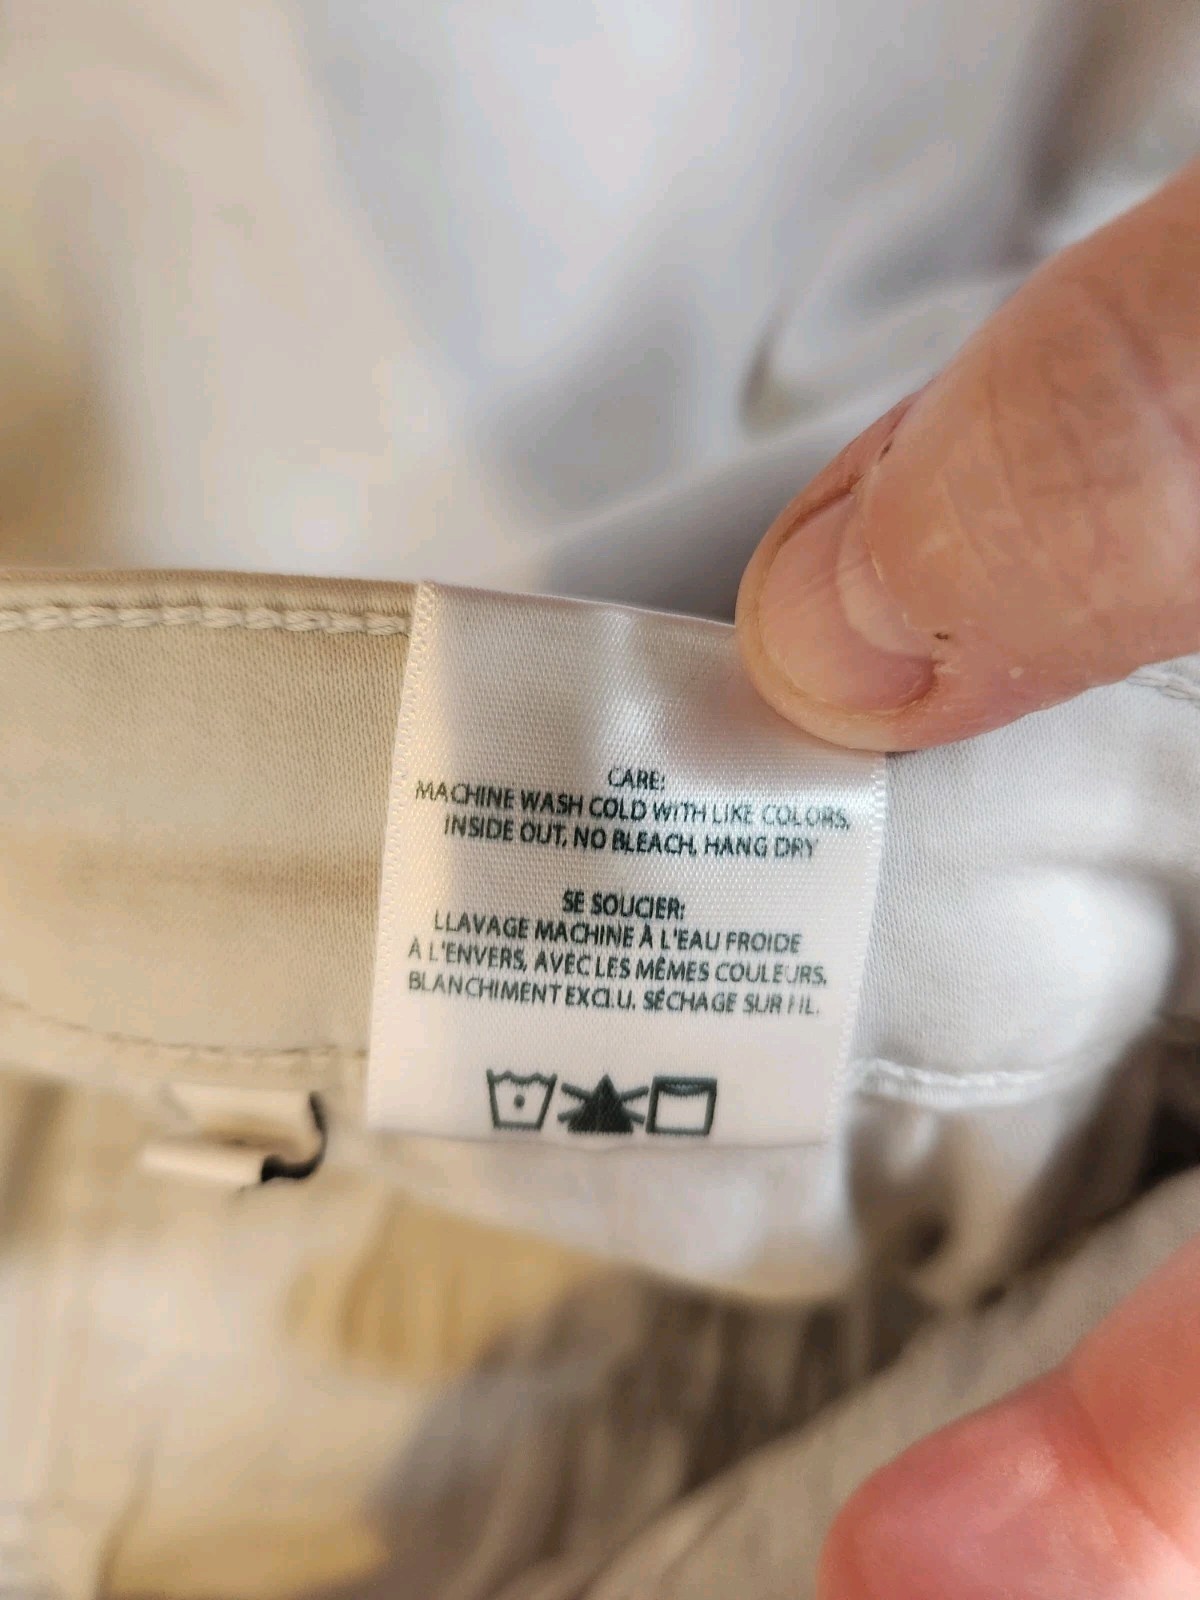 CARE:
MACHINE WASH COLD WITH LIKE COLORS,
INSIDE OUT, NO BLEACH, HANG DRY
SE SOUCIER:
LLAVAGE MACHINE À L'EAU FROIDE
À L'ENVERS, AVEC LES MÊMES COULEURS.
BLANCHIMENT EXCLU. SÉCHAGE SUR FIL.